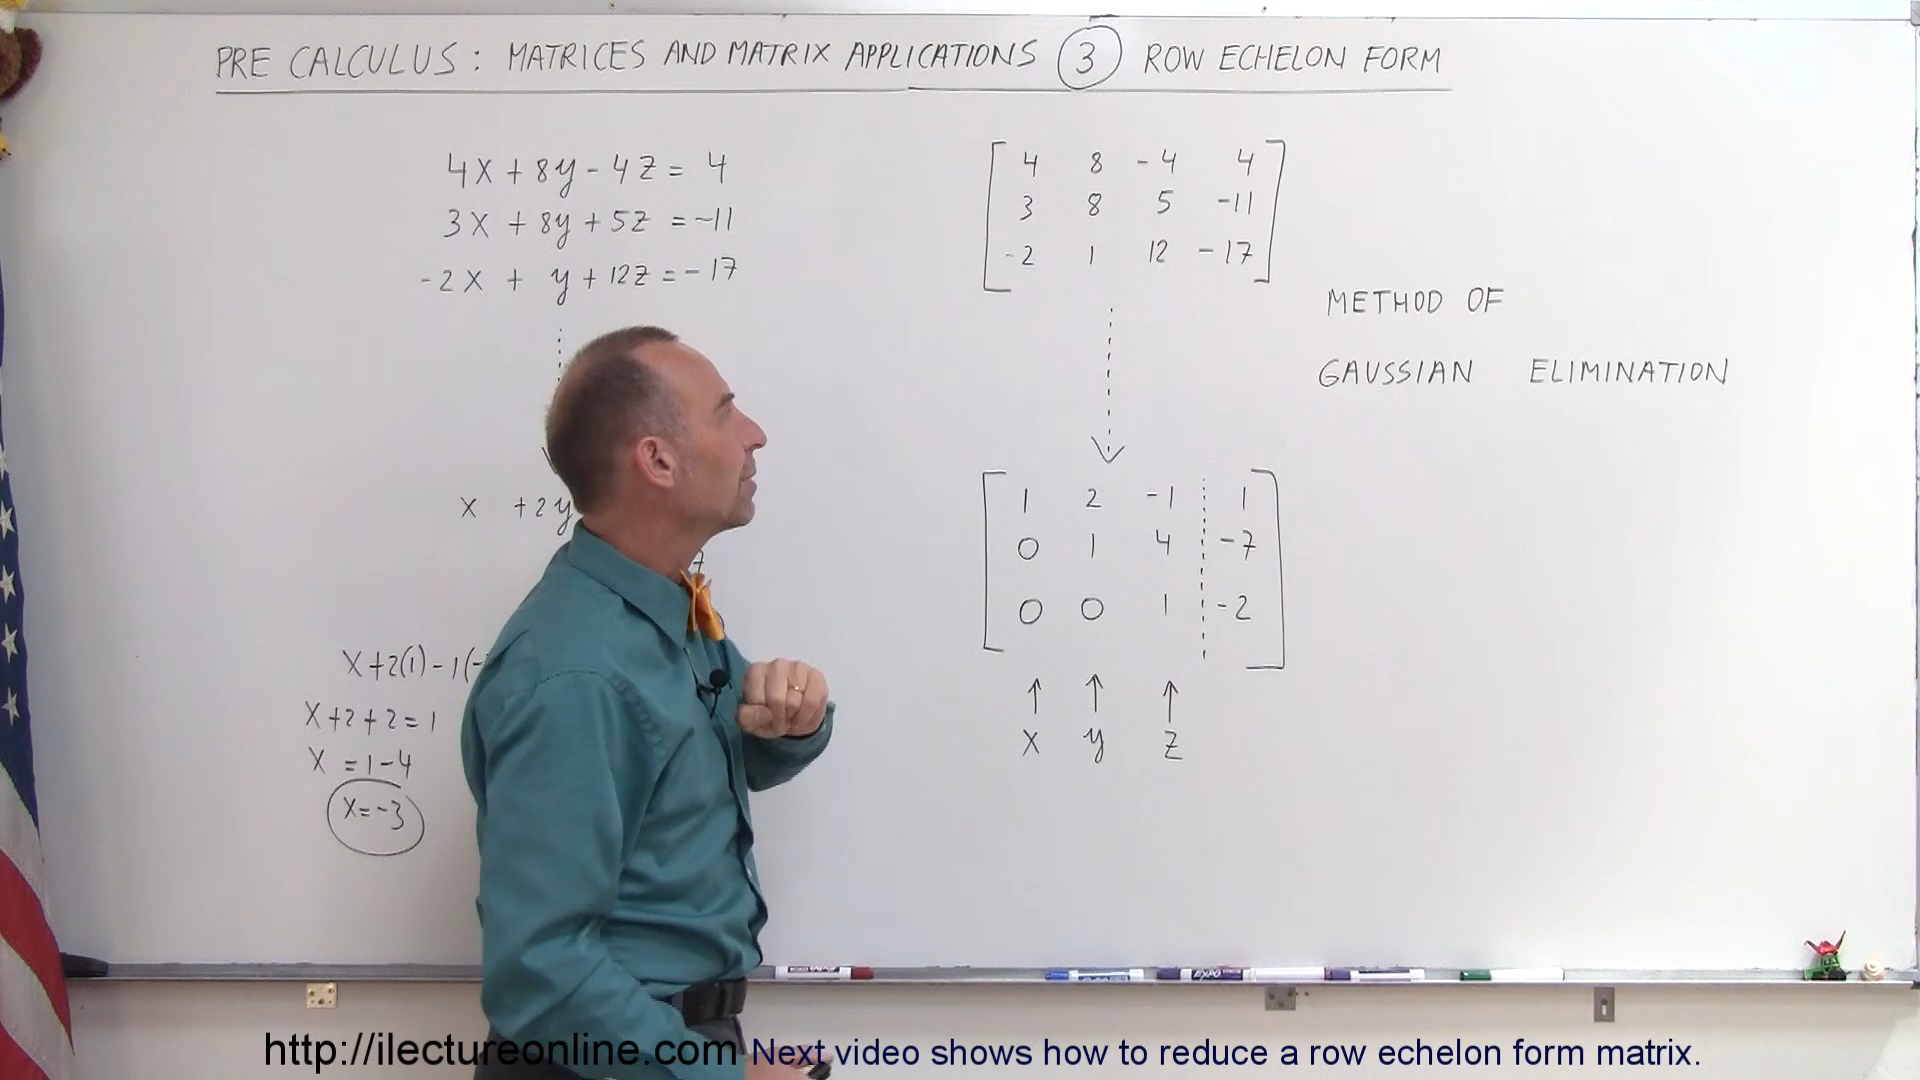 PRE CALCULUS: MATRICES AND MATRIX APPLICATIONS 3 ROW ECHELON FORM
4x + 8y - 4z = 4
3x + 8y + 5z = -11
-2x + y + 12z = -17
x + 2y
7
x + 2(1) - 1(-
x + 2 + 2 = 1
x = 1 - 4
x = -3
4 8 -4 4
3 8 5 -11
-2 1 12 -17
METHOD OF
GAUSSIAN ELIMINATION
1 2 -1 1
0 1 4 -7
0 0 1 -2
↑ ↑ ↑
x y z
EXPO
http://ilectureonline.com Next video shows how to reduce a row echelon form matrix.